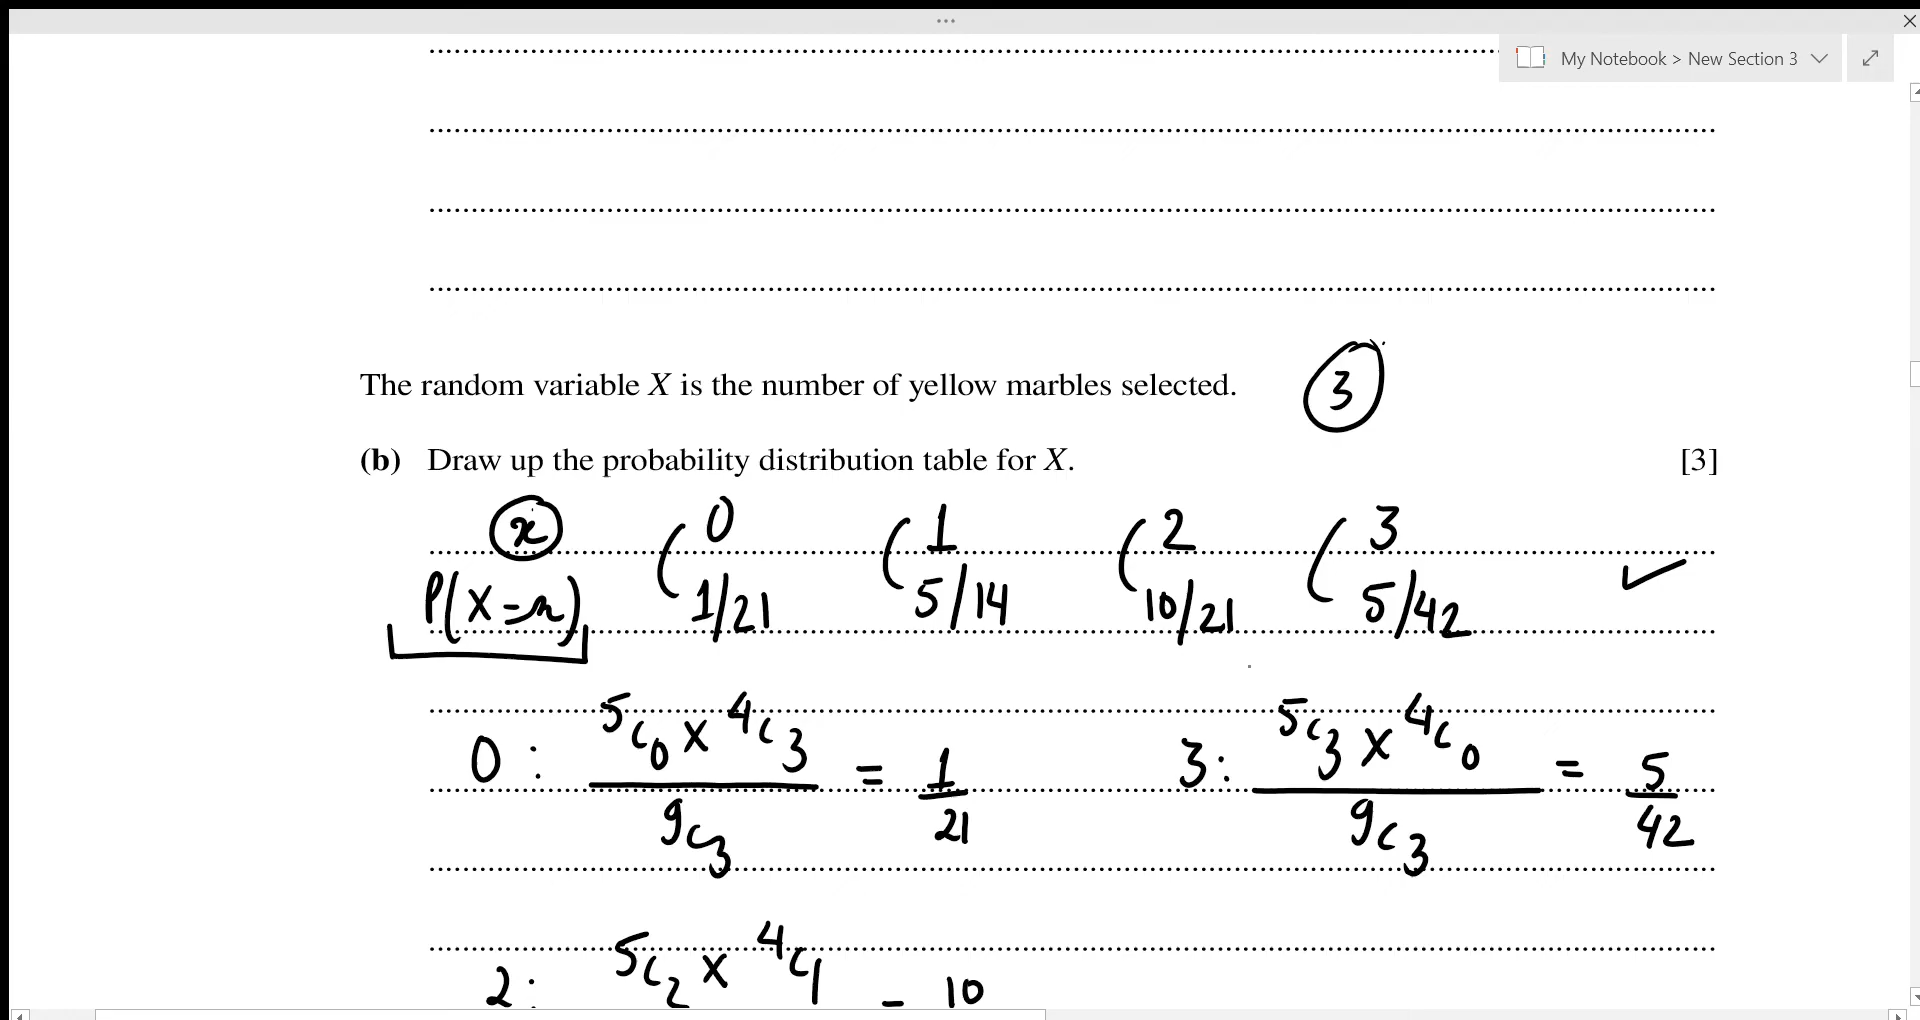 ...
My Notebook > New Section 3
The random variable X is the number of yellow marbles selected. 3
(b) Draw up the probability distribution table for X. [3]
x ( 0 ( 1 ( 2 ( 3 ✓
P(X=x) 1/21 5/14 10/21 5/42
0 : ⁵C₀ × ⁴C₃ / ⁹C₃ = 1/21 3: ⁵C₃ × ⁴C₀ / ⁹C₃ = 5/42
2: ⁵C₂ × ⁴C₁ = 10